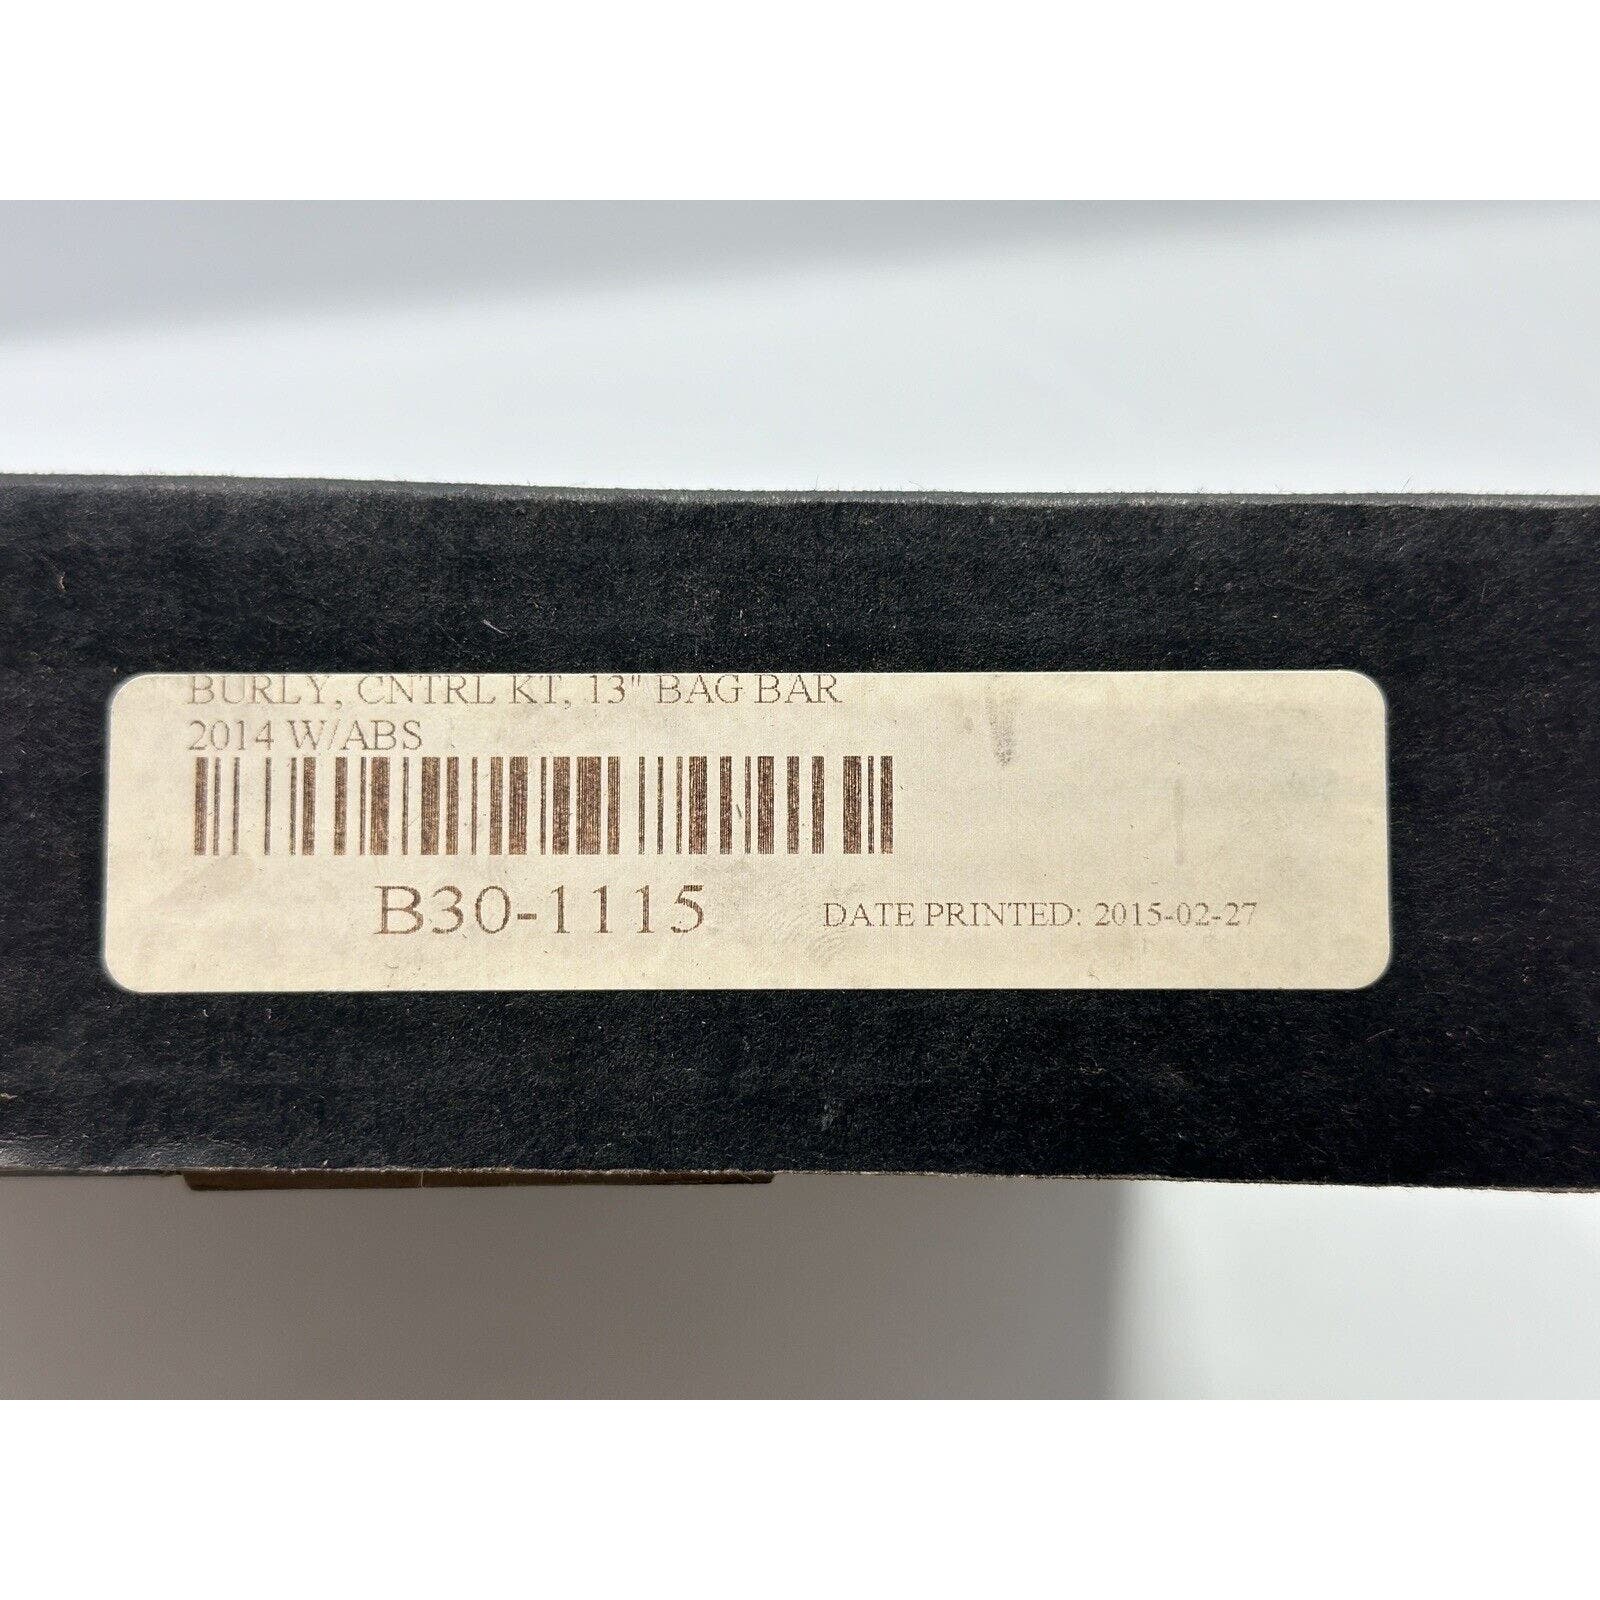 BURLY, CNTRL KT, 13" BAG BAR
2014 W/ABS
B30-1115
DATE PRINTED: 2015-02-27